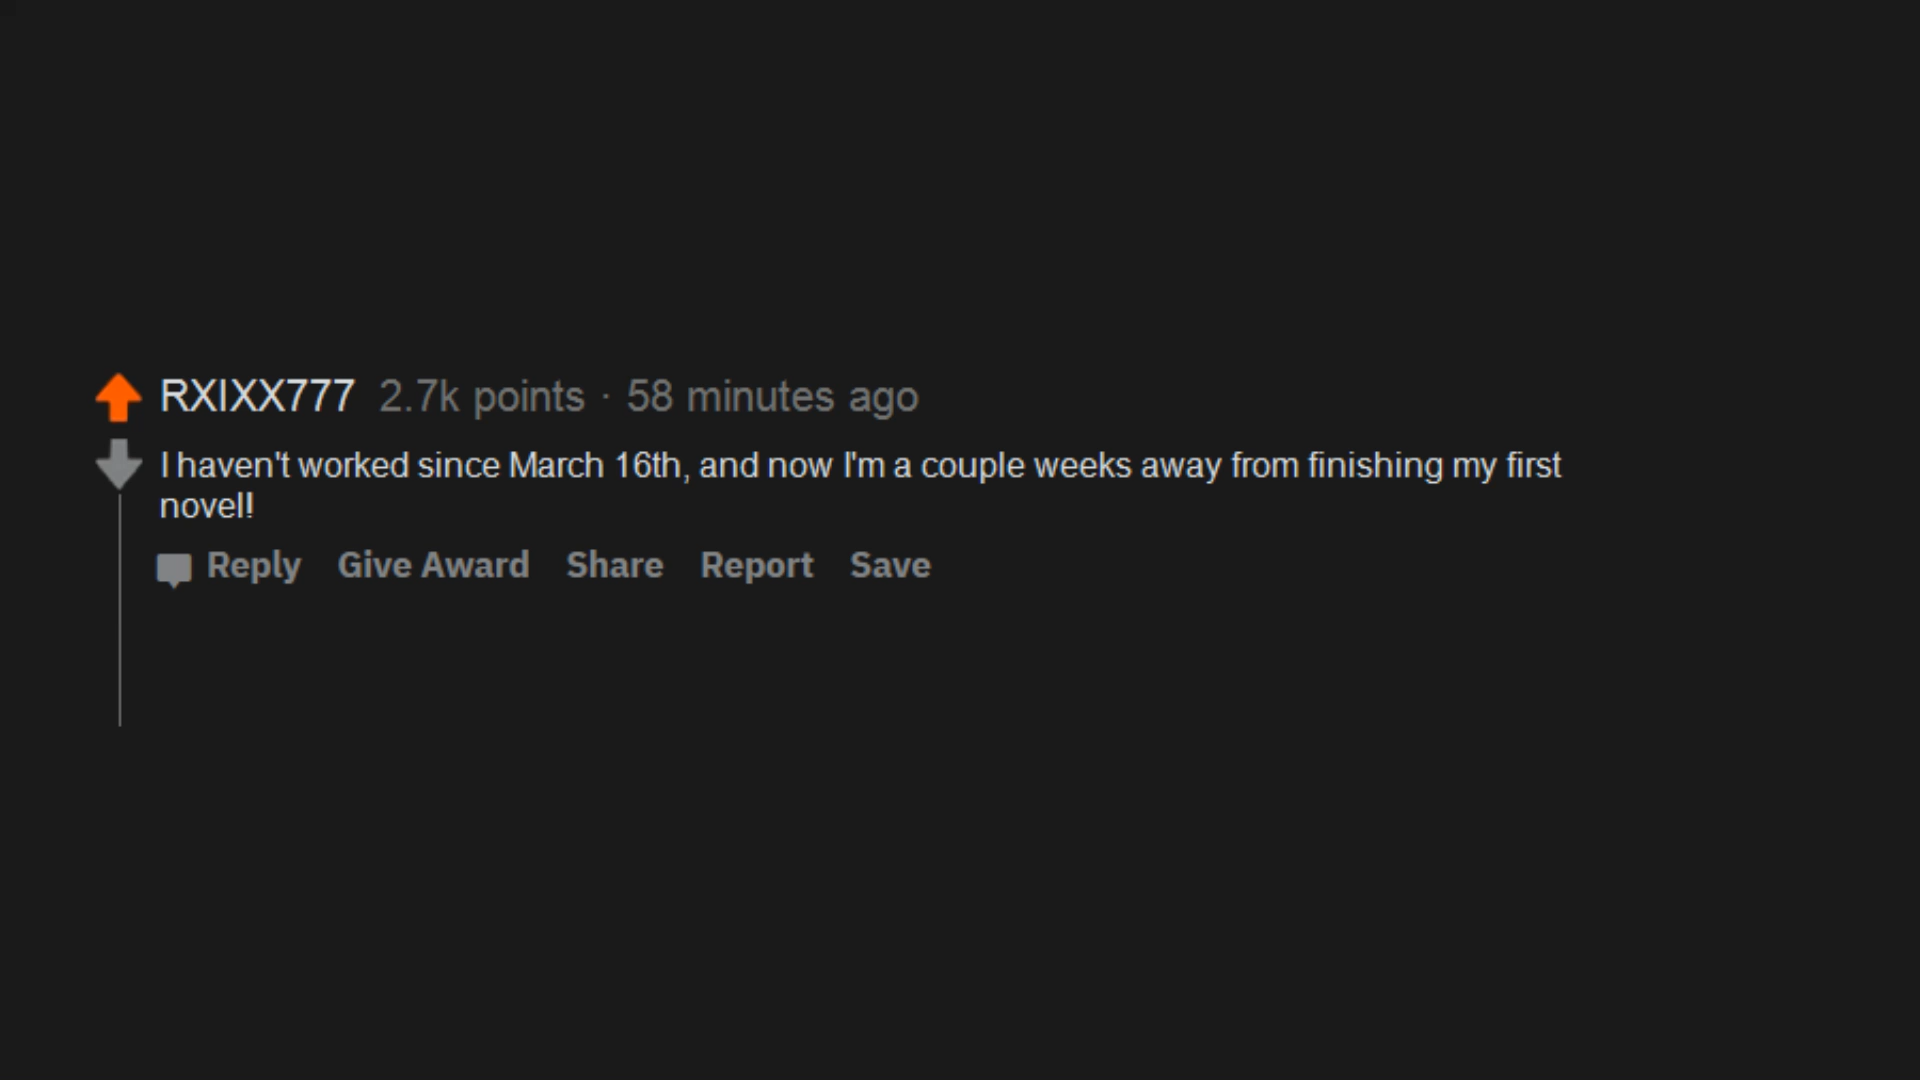 RXIXX777 2.7k points · 58 minutes ago
I haven't worked since March 16th, and now I'm a couple weeks away from finishing my first
novel!
Reply Give Award Share Report Save